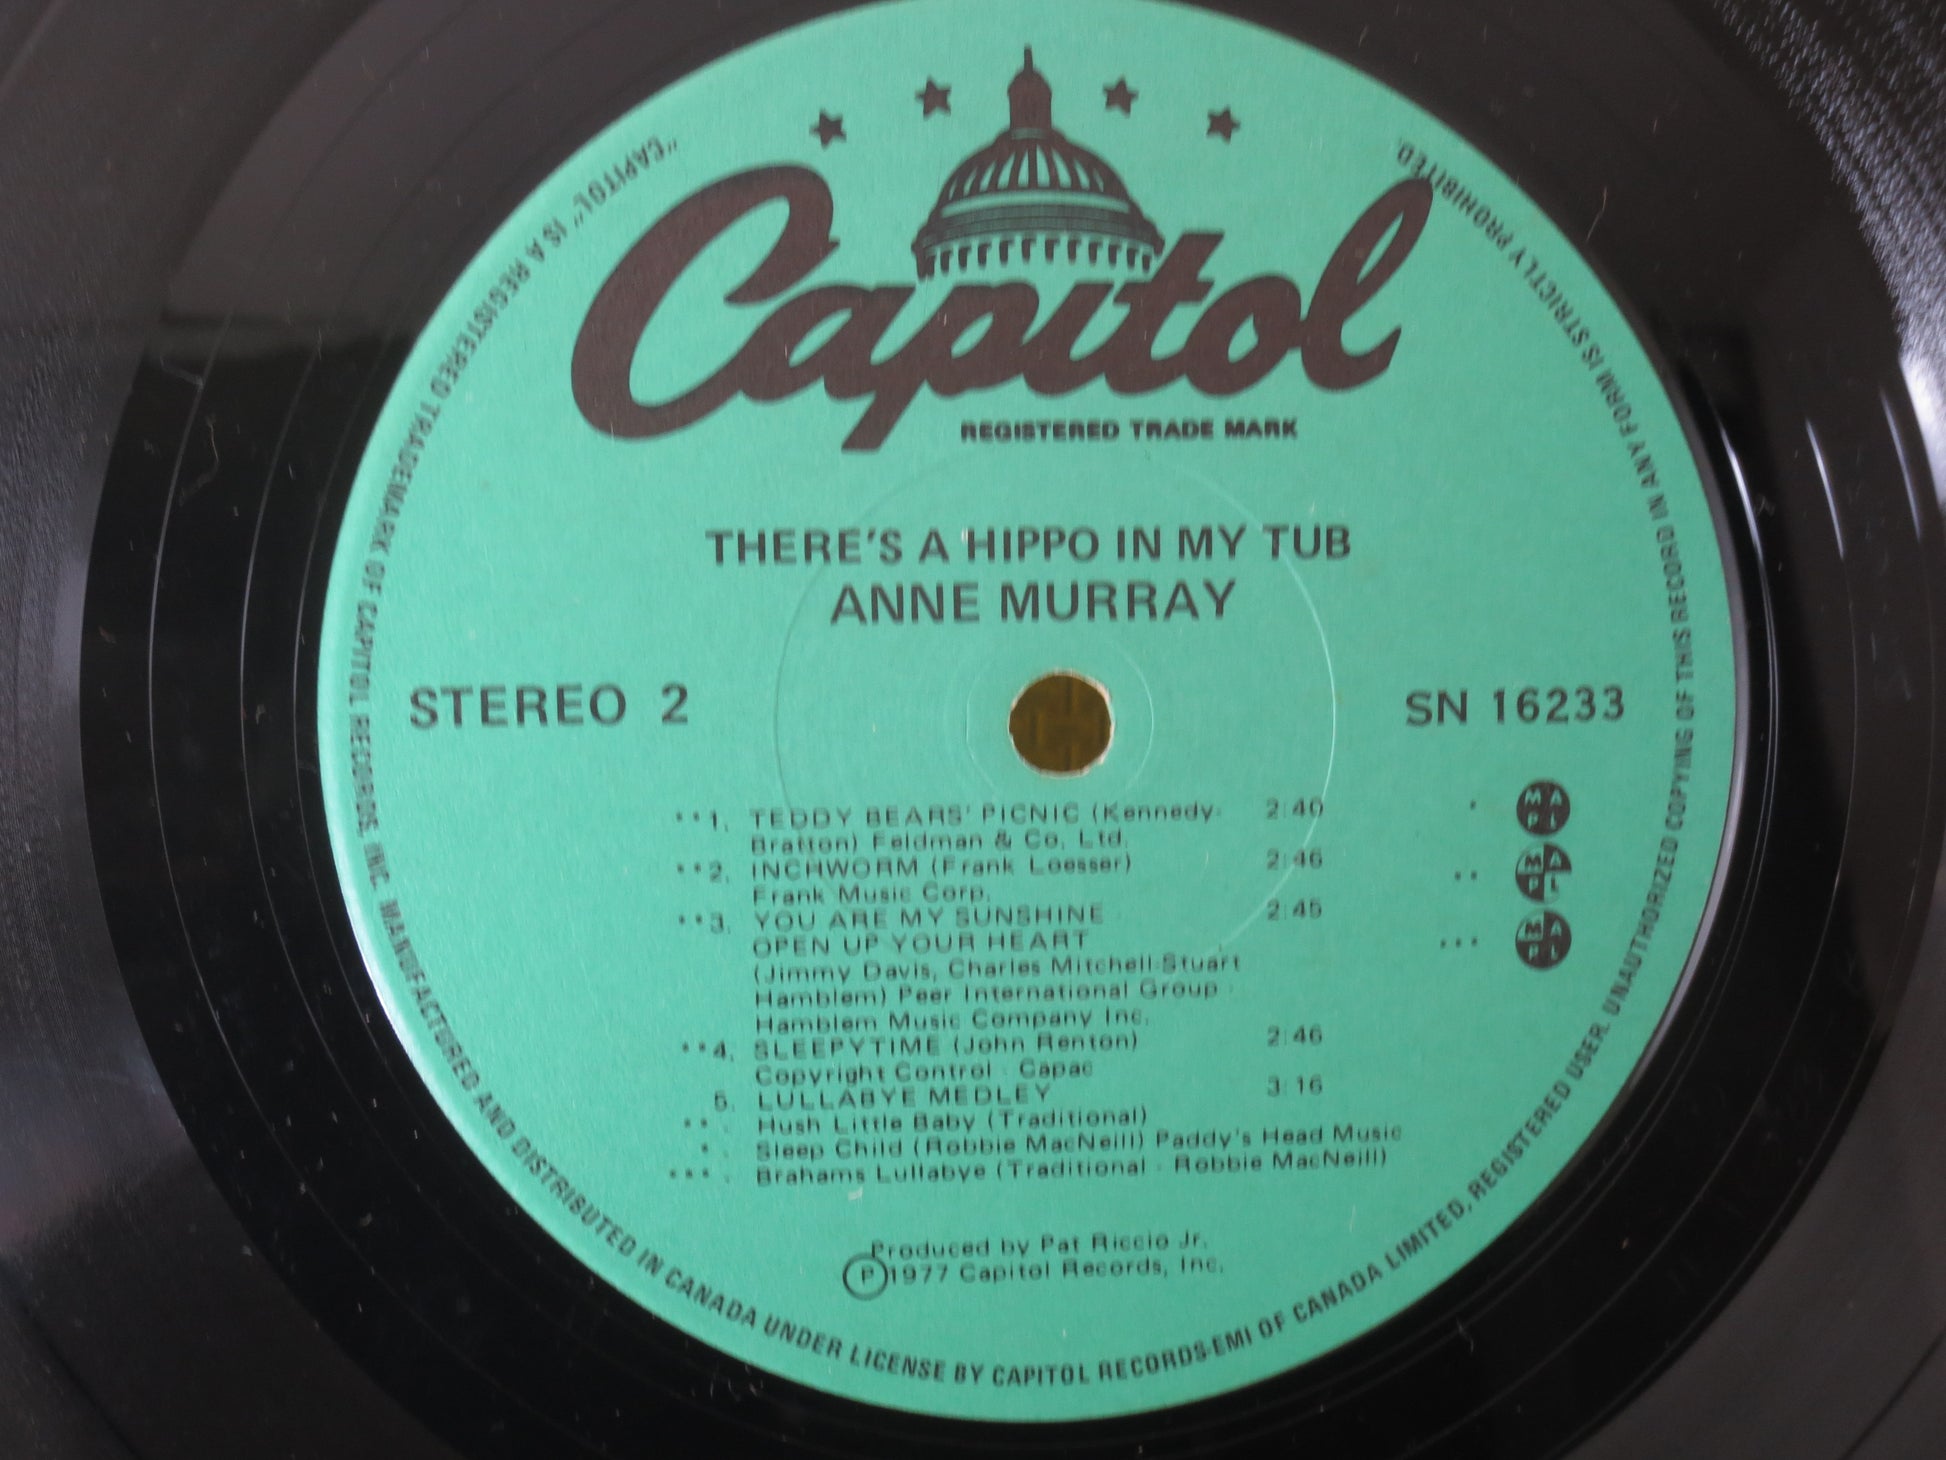 Capitol
REGISTERED TRADE MARK
THERE'S A HIPPO IN MY TUB
ANNE MURRAY
STEREO 2
SN 16233
**1. TEDDY BEARS' PICNIC (Kennedy- 2:40
Bratton) Feldman & Co. Ltd.
**2. INCHWORM (Frank Loesser) 2:46
Frank Music Corp.
**3. YOU ARE MY SUNSHINE 2:45
OPEN UP YOUR HEART
(Jimmy Davis, Charles Mitchell-Stuart
Hamblem) Peer International Group -
Hamblem Music Company Inc.
**4. SLEEPYTIME (John Renton) 2:46
Copyright Control - Capac
5. LULLABYE MEDLEY 3:16
**. Hush Little Baby (Traditional)
*. Sleep Child (Robbie MacNeill) Paddy's Head Music
***. Brahams Lullabye (Traditional - Robbie MacNeill)
* MAPL
** MAPL
*** MAPL
Produced by Pat Riccio Jr.
Ⓟ1977 Capitol Records, Inc.
"CAPITOL" IS A REGISTERED TRADEMARK OF CAPITOL RECORDS, INC. MANUFACTURED AND DISTRIBUTED IN CANADA UNDER LICENSE BY CAPITOL RECORDS-EMI OF CANADA LIMITED, REGISTERED USER. UNAUTHORIZED COPYING OF THIS RECORD IN ANY FORM IS STRICTLY PROHIBITED.